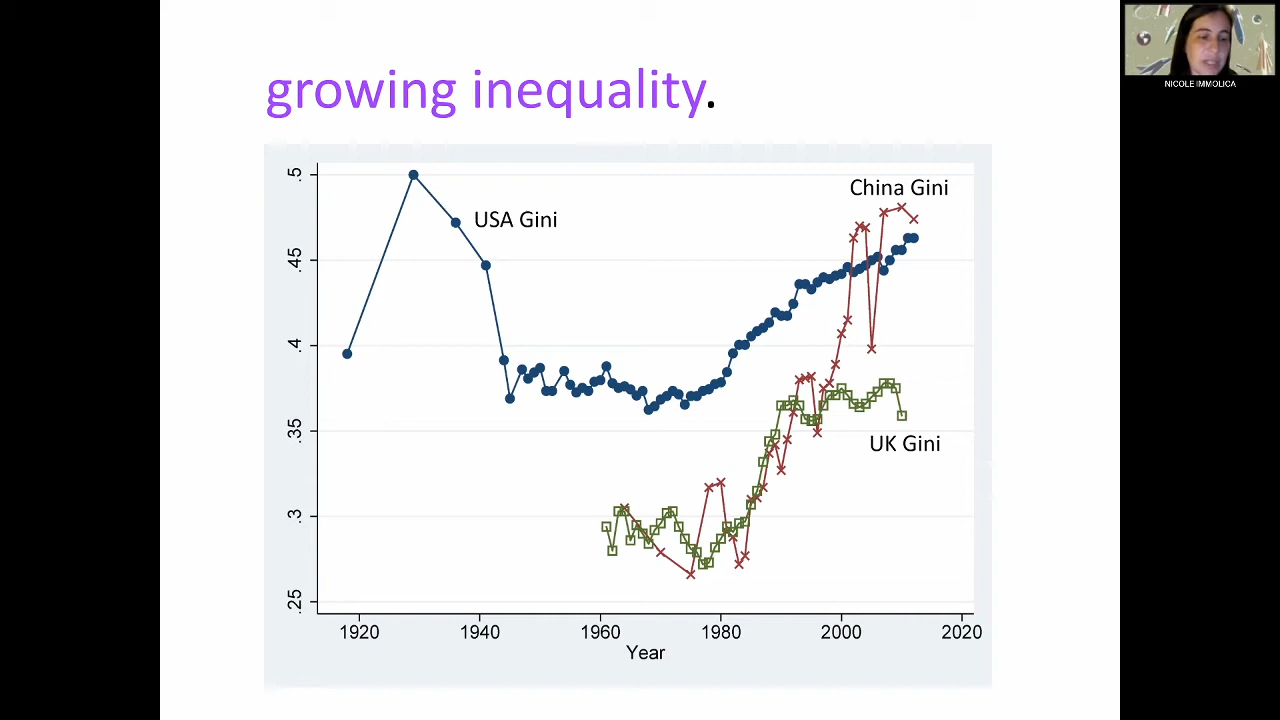 growing inequality.
NICOLE IMMOLICA
.5
.45
.4
.35
.3
.25
China Gini
USA Gini
UK Gini
1920 1940 1960 1980 2000 2020
Year